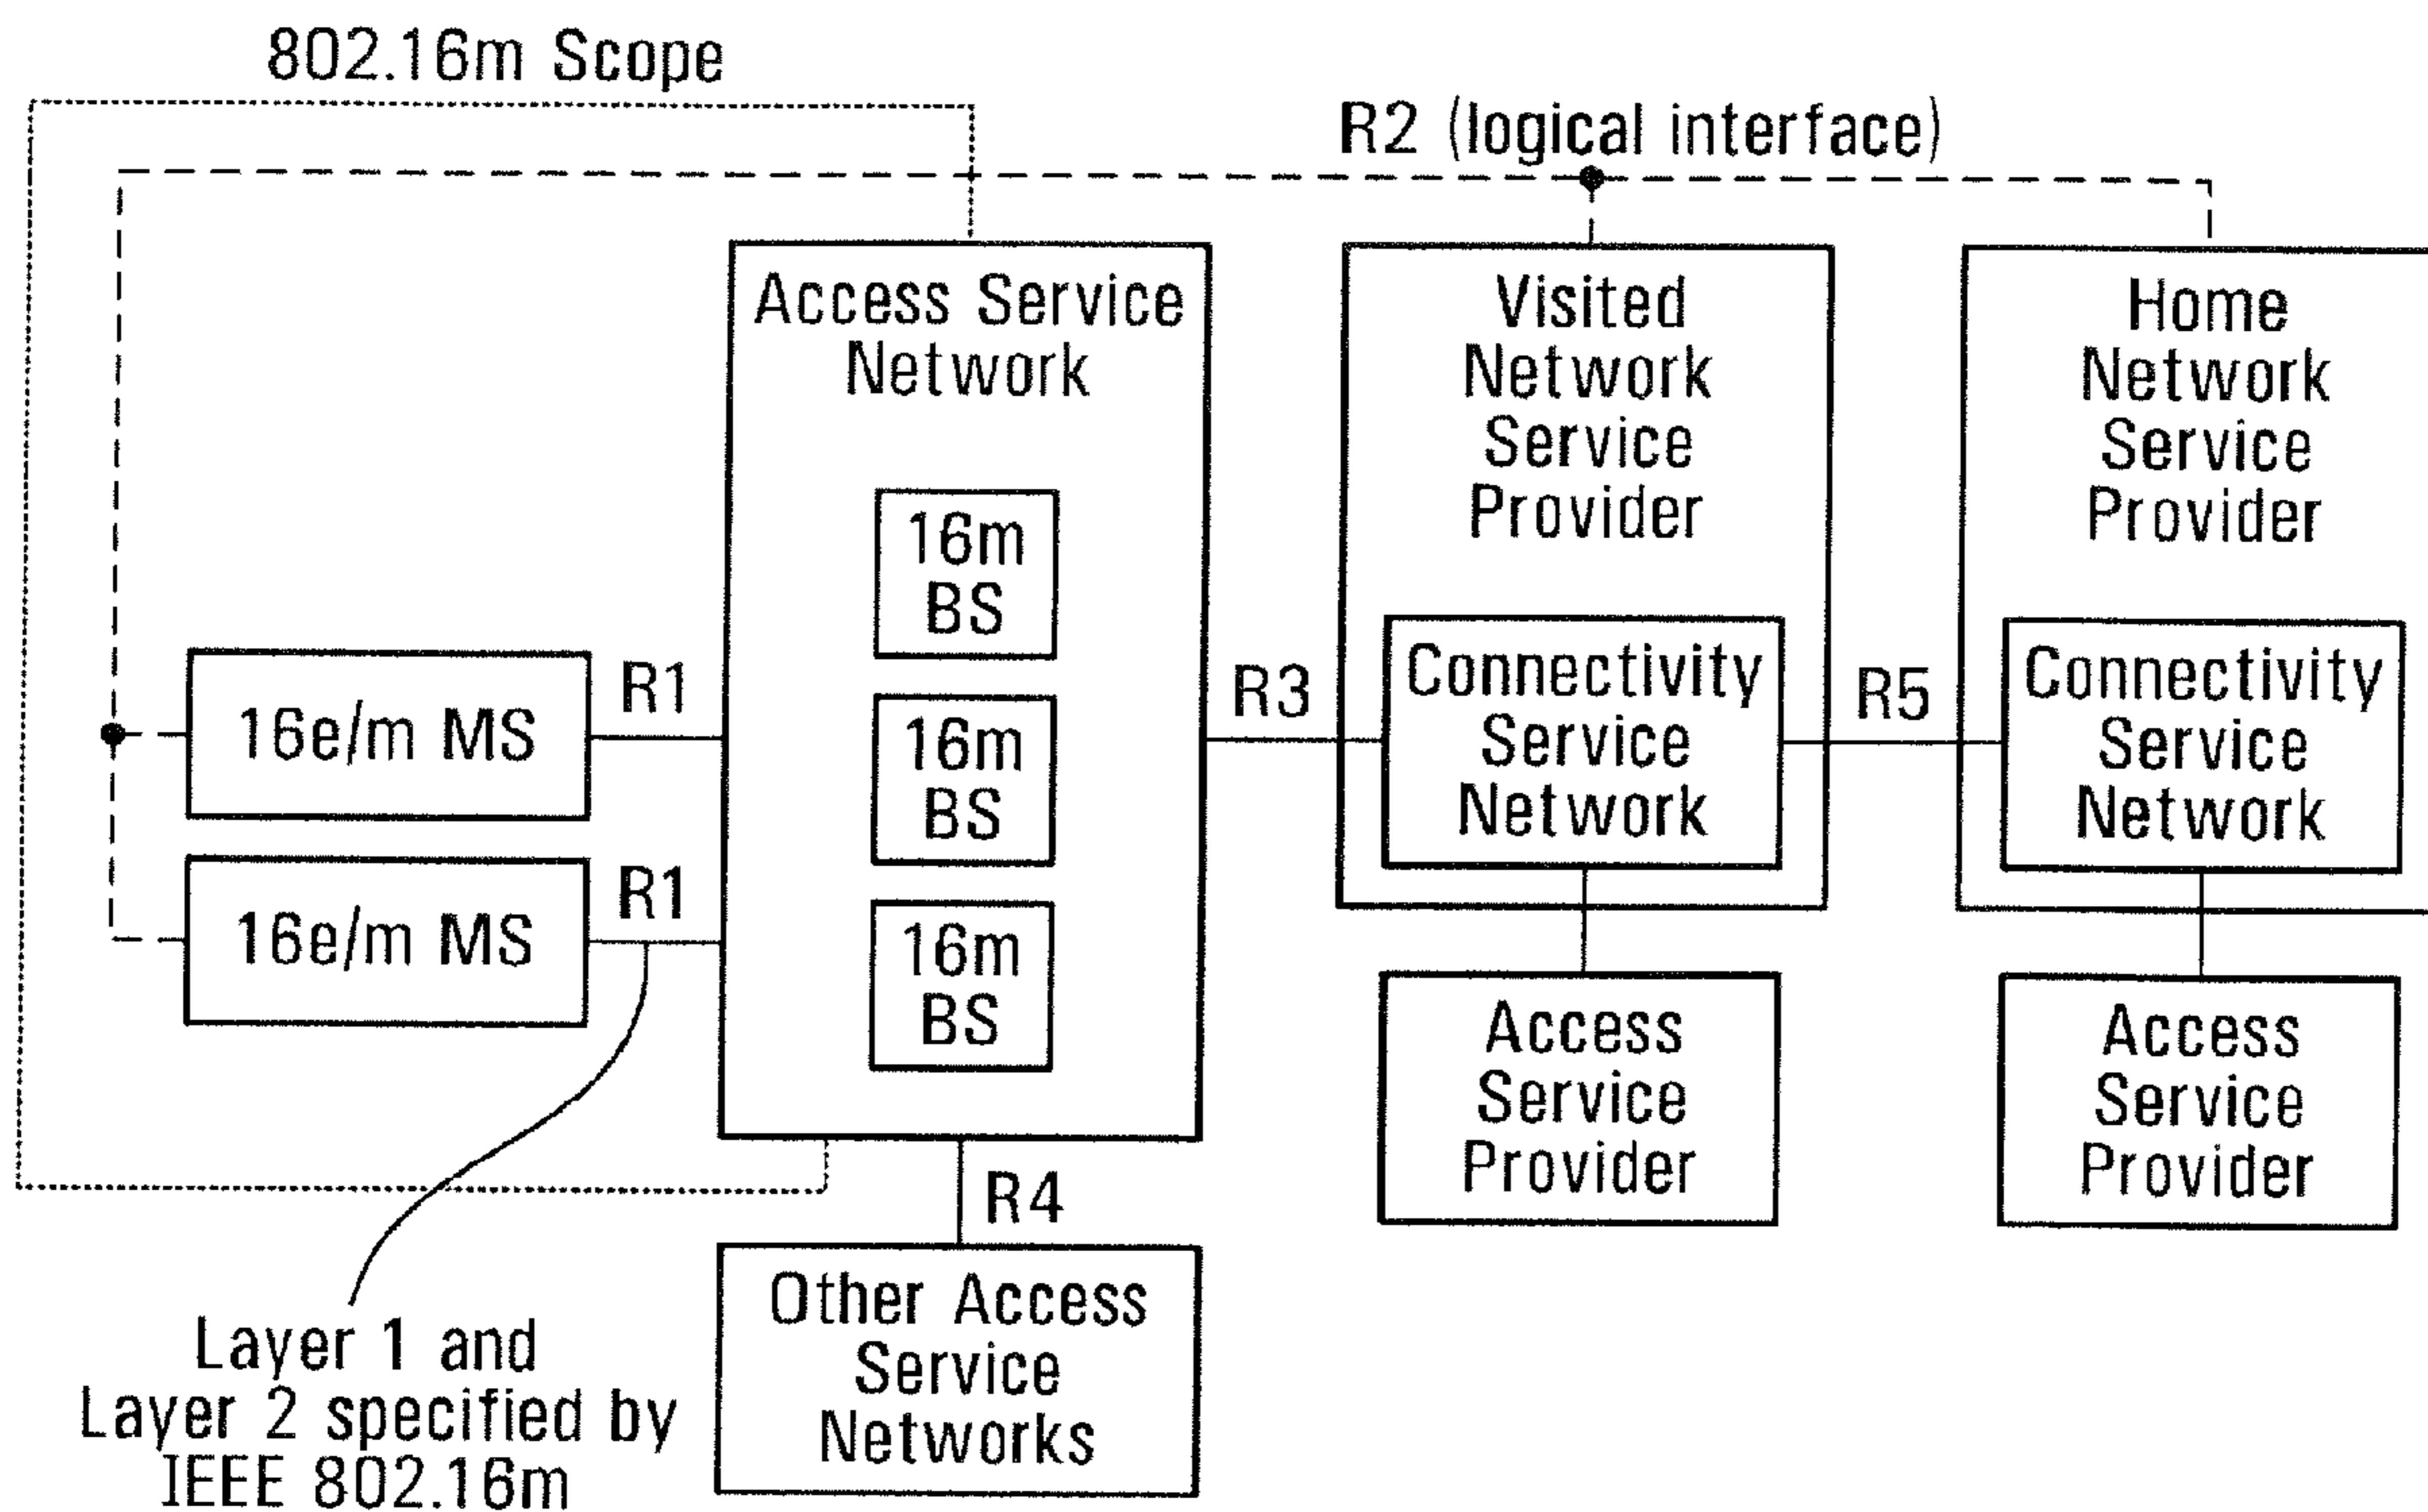 802.16m Scope
R2 (logical interface)
Access Service
Network
16m
BS
16m
BS
16m
BS
16e/m MS
R1
16e/m MS
R1
Layer 1 and
Layer 2 specified by
IEEE 802.16m
R4
Other Access
Service
Networks
R3
Visited
Network
Service
Provider
Connectivity
Service
Network
Access
Service
Provider
R5
Home
Network
Service
Provider
Connectivity
Service
Network
Access
Service
Provider